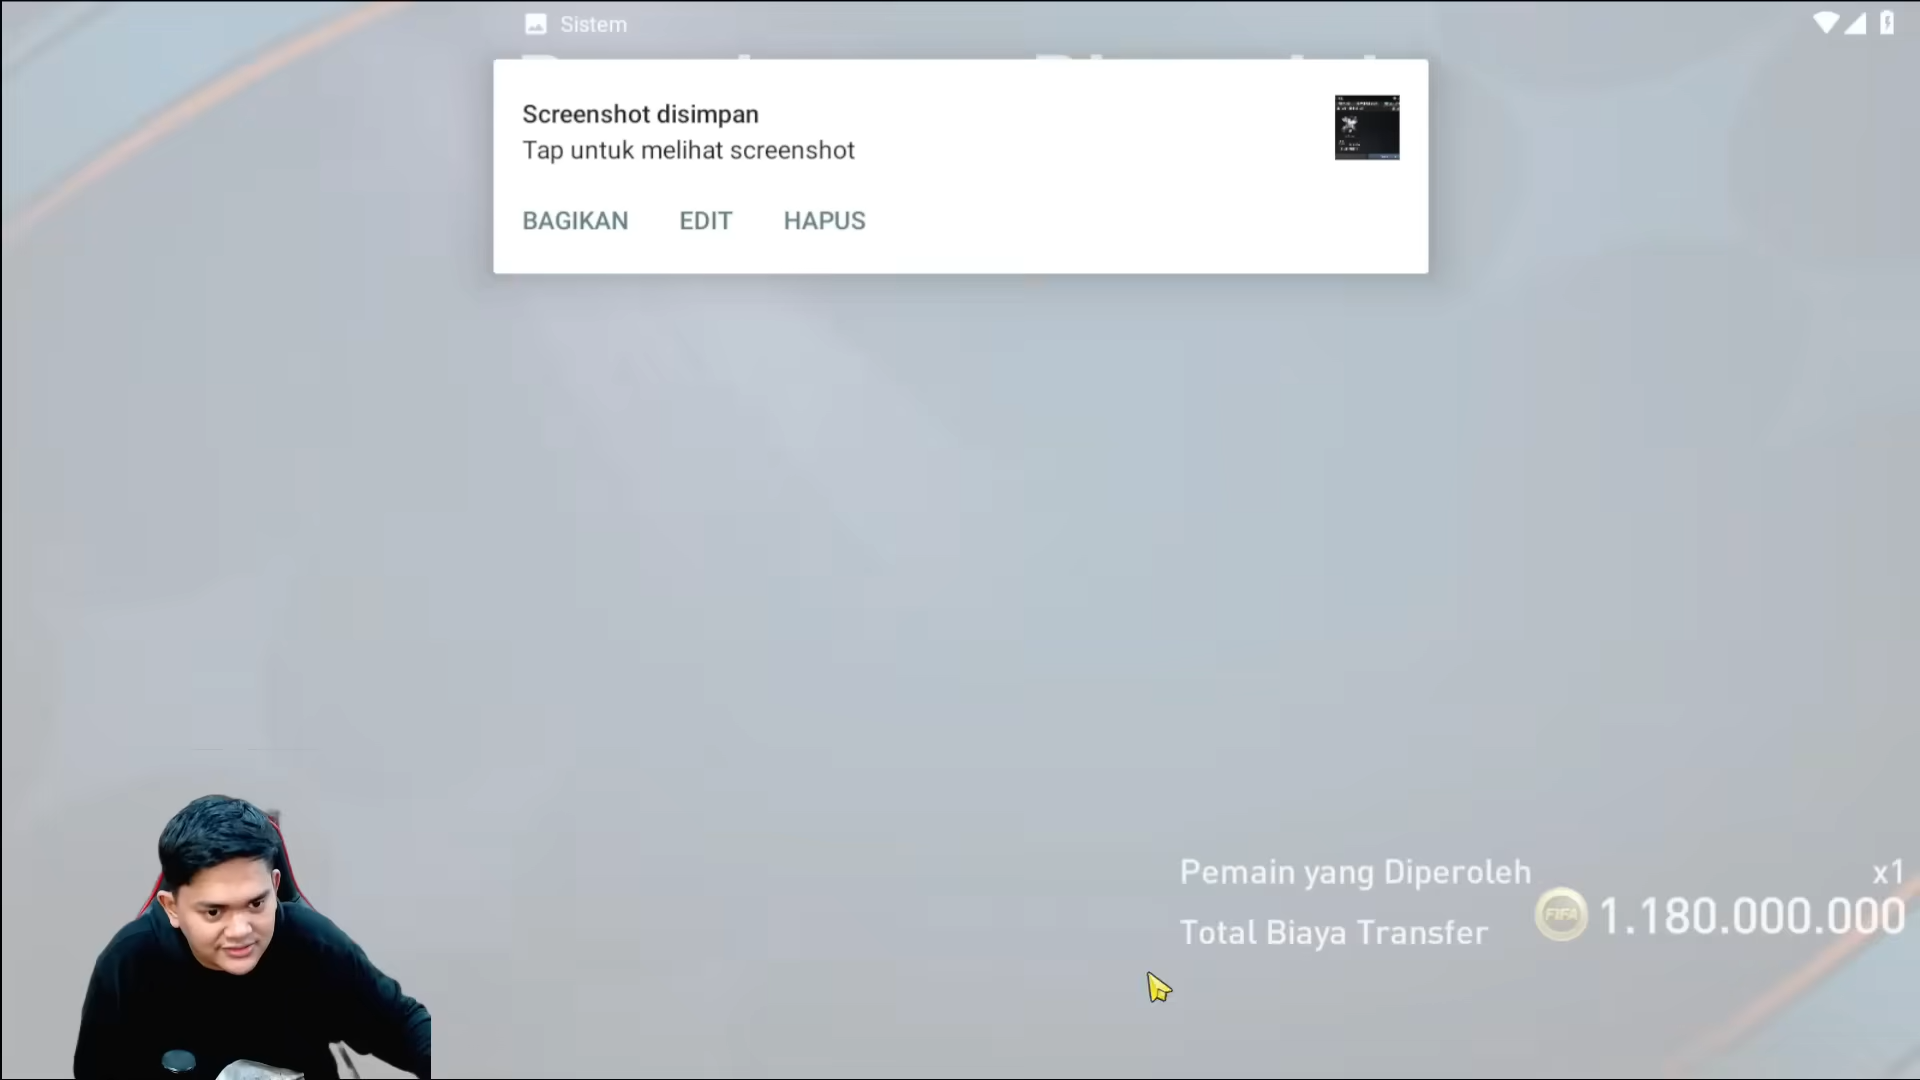 Sistem
Screenshot disimpan
Tap untuk melihat screenshot
BAGIKAN EDIT HAPUS
Pemain yang Diperoleh x1
Total Biaya Transfer FIFA 1.180.000.000